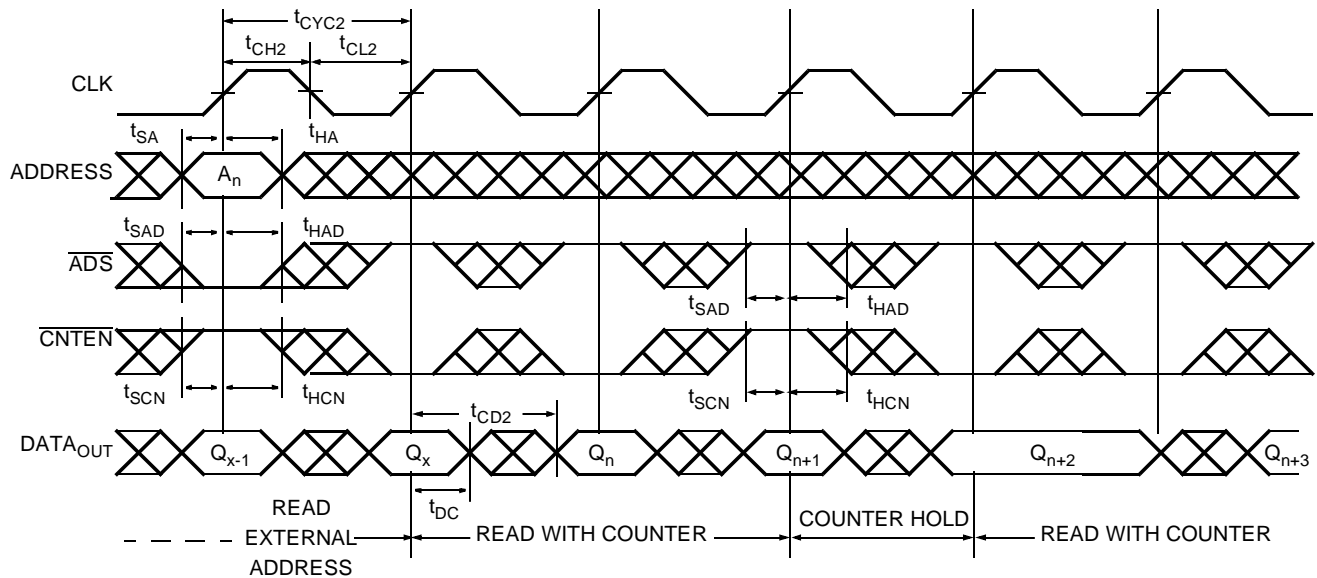 tCYC2
tCH2 tCL2
CLK
tSA tHA
ADDRESS An
tSAD tHAD
ADS
tSAD tHAD
CNTEN
tSCN tHCN tSCN tHCN
tCD2
DATAOUT Qx-1 Qx Qn Qn+1 Qn+2 Qn+3
tDC
READ
EXTERNAL
ADDRESS
READ WITH COUNTER
COUNTER HOLD
READ WITH COUNTER